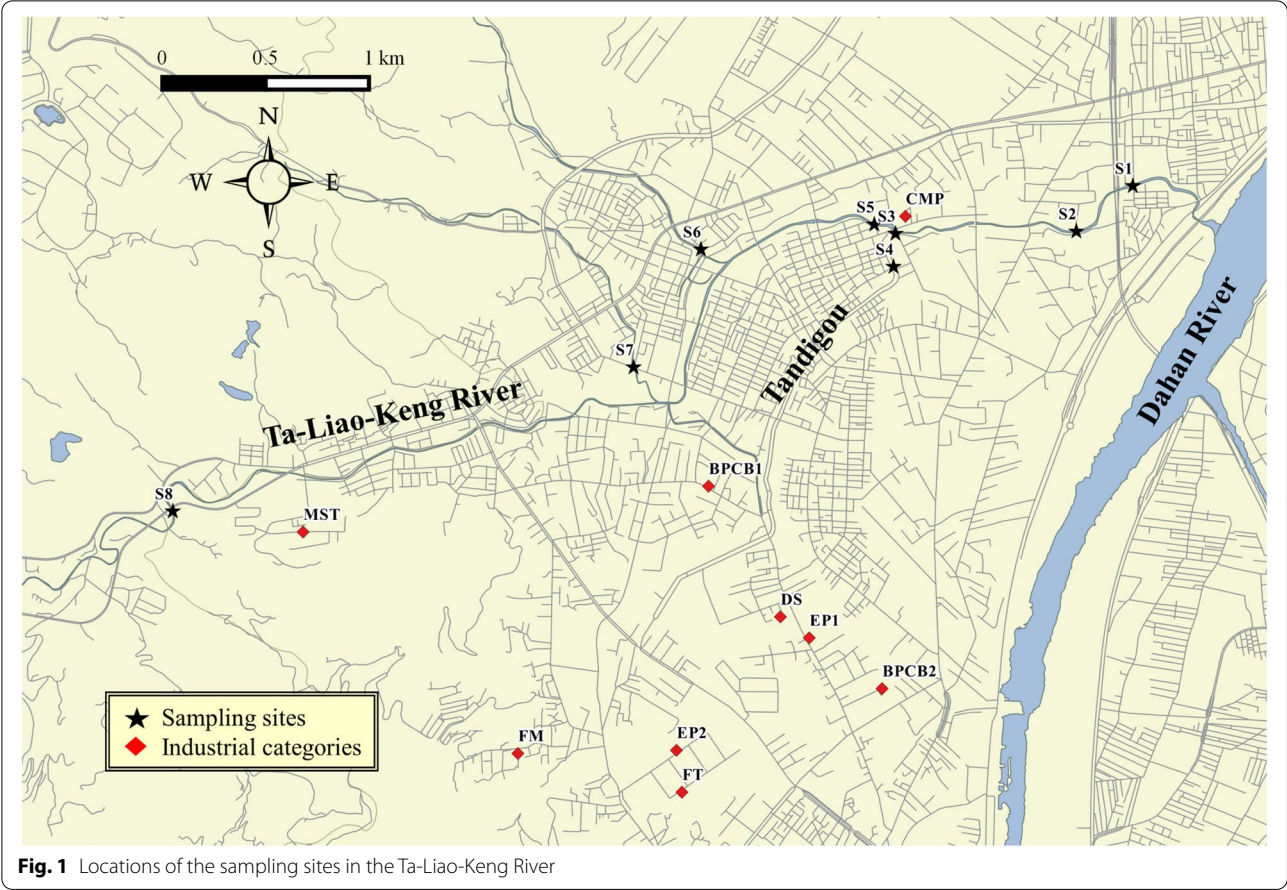 0 0.5 1 km
N
W E
S
S1
CMP
S5 S3
S2
S6
S4
S7
Tandigou
Dahan River
Ta-Liao-Keng River
BPCB1
S8
MST
DS
EP1
BPCB2
Sampling sites
Industrial categories
FM
EP2
FT
Fig. 1 Locations of the sampling sites in the Ta-Liao-Keng River